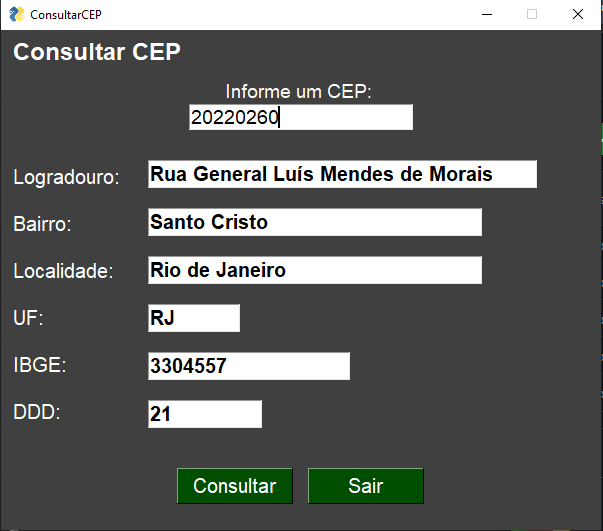 ConsultarCEP
Consultar CEP
Informe um CEP:
20220260
Logradouro: Rua General Luís Mendes de Morais
Bairro: Santo Cristo
Localidade: Rio de Janeiro
UF: RJ
IBGE: 3304557
DDD: 21
Consultar Sair